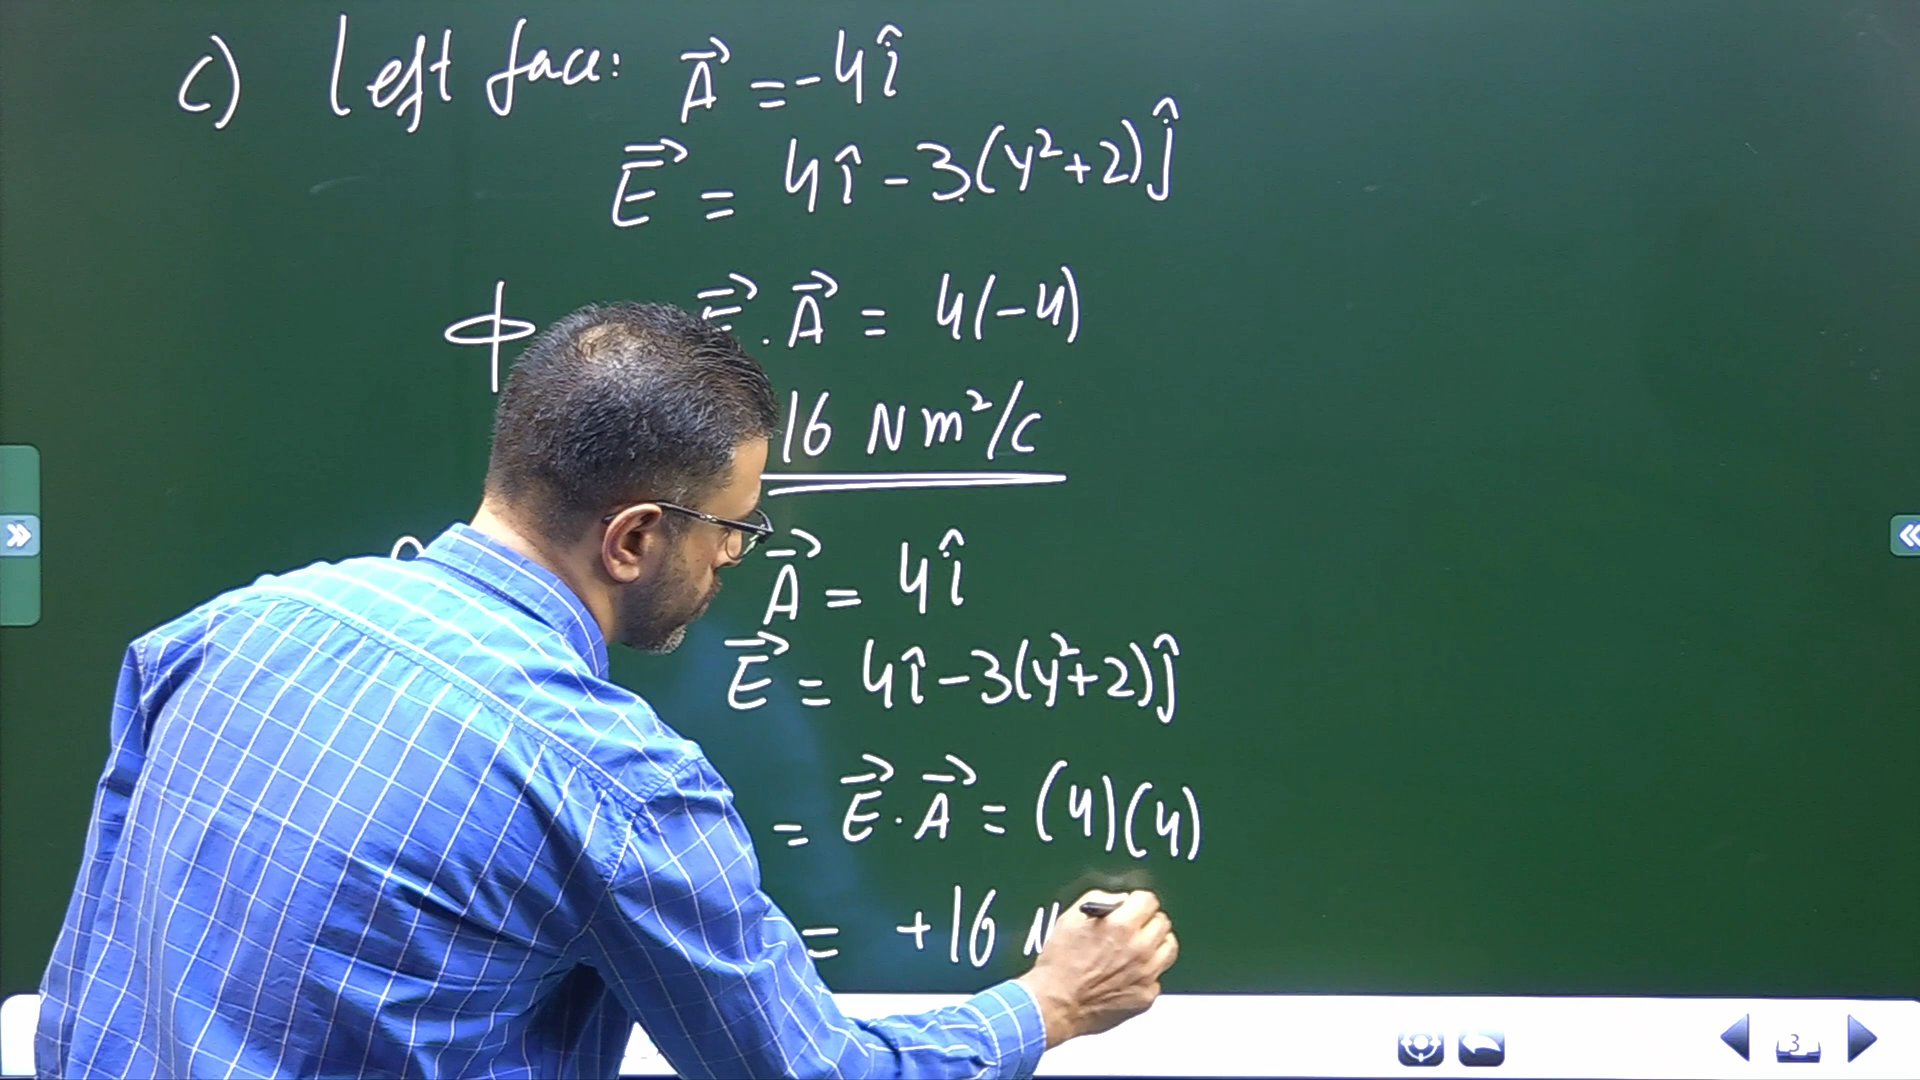 c) Left face: A⃗ = -4î
E⃗ = 4î - 3(y²+2)ĵ
ϕ E⃗ . A⃗ = 4(-4)
16 Nm²/C
A⃗ = 4î
E⃗ = 4î - 3(y²+2)ĵ
= E⃗ . A⃗ = (4)(4)
= +16 N
3